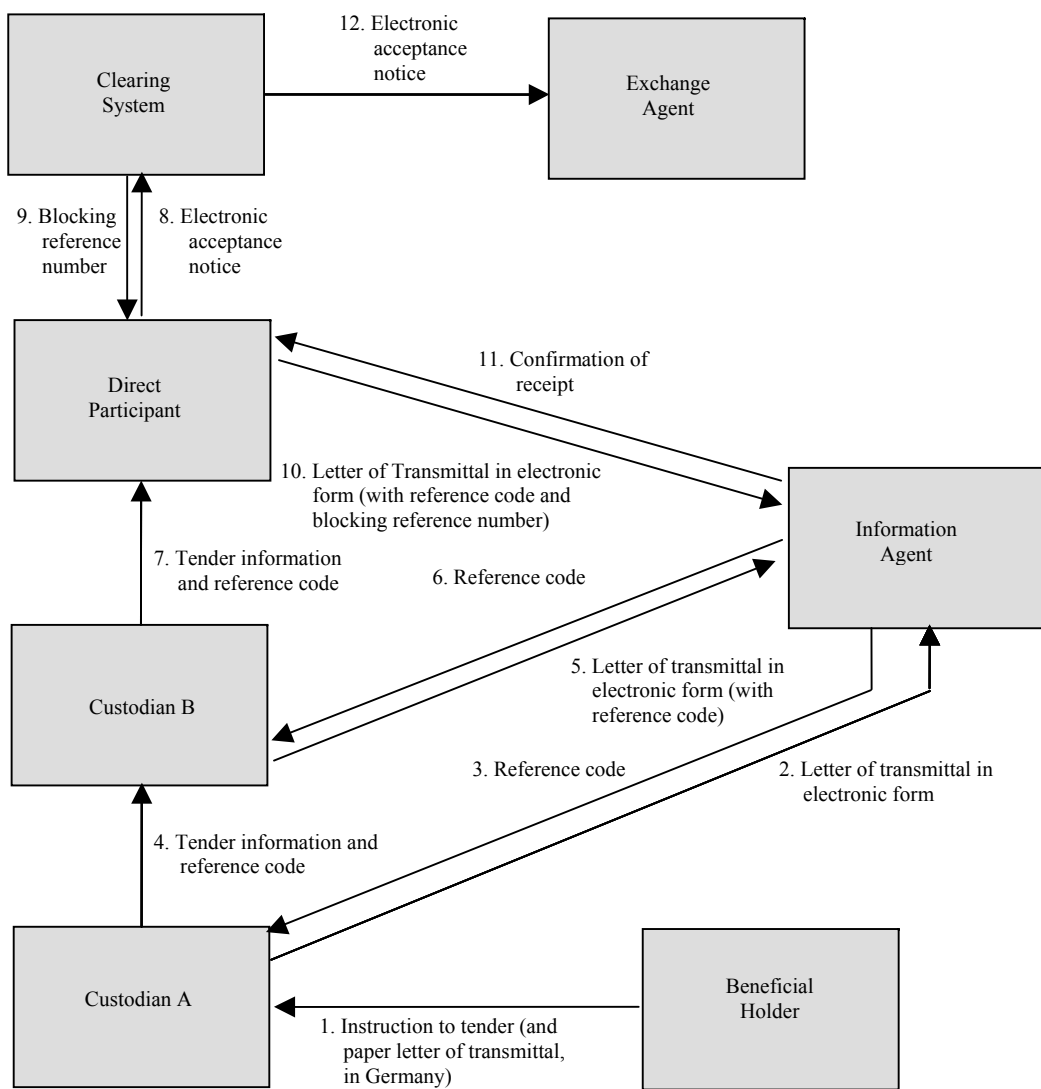 12. Electronic
acceptance
notice
Clearing
System
Exchange
Agent
9. Blocking
reference
number
8. Electronic
acceptance
notice
Direct
Participant
11. Confirmation of
receipt
10. Letter of Transmittal in electronic
form (with reference code and
blocking reference number)
Information
Agent
7. Tender information
and reference code
6. Reference code
Custodian B
5. Letter of transmittal in
electronic form (with
reference code)
3. Reference code
2. Letter of transmittal in
electronic form
4. Tender information and
reference code
Custodian A
Beneficial
Holder
1. Instruction to tender (and
paper letter of transmittal,
in Germany)